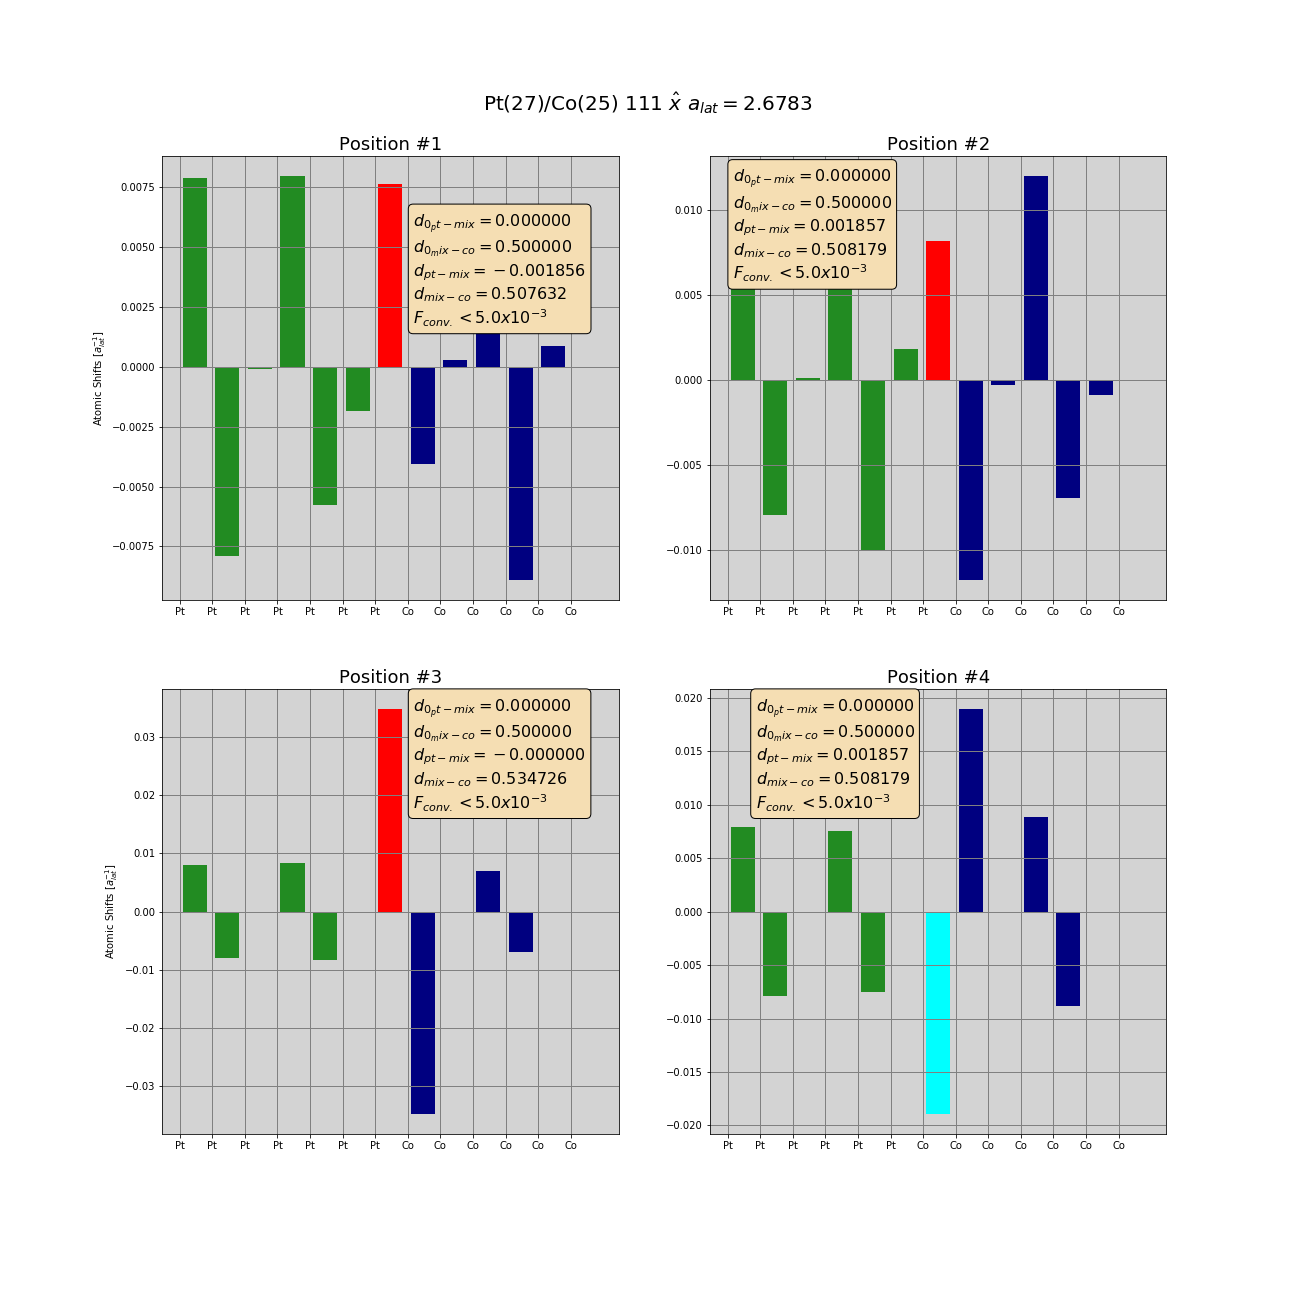 Pt(27)/Co(25) 111 x̂ a_lat = 2.6783
Position #1
Atomic Shifts [a_lat^-1]
0.0075
0.0050
0.0025
0.0000
−0.0025
−0.0050
−0.0075
d_0_pt−mix = 0.000000
d_0_mix−co = 0.500000
d_pt−mix = −0.001856
d_mix−co = 0.507632
F_conv. < 5.0x10^−3
Pt Pt Pt Pt Pt Pt Pt Co Co Co Co Co Co
Position #2
0.010
0.005
0.000
−0.005
−0.010
d_0_pt−mix = 0.000000
d_0_mix−co = 0.500000
d_pt−mix = 0.001857
d_mix−co = 0.508179
F_conv. < 5.0x10^−3
Pt Pt Pt Pt Pt Pt Pt Co Co Co Co Co Co
Position #3
Atomic Shifts [a_lat^-1]
0.03
0.02
0.01
0.00
−0.01
−0.02
−0.03
d_0_pt−mix = 0.000000
d_0_mix−co = 0.500000
d_pt−mix = −0.000000
d_mix−co = 0.534726
F_conv. < 5.0x10^−3
Pt Pt Pt Pt Pt Pt Pt Co Co Co Co Co Co
Position #4
0.020
0.015
0.010
0.005
0.000
−0.005
−0.010
−0.015
−0.020
d_0_pt−mix = 0.000000
d_0_mix−co = 0.500000
d_pt−mix = 0.001857
d_mix−co = 0.508179
F_conv. < 5.0x10^−3
Pt Pt Pt Pt Pt Pt Co Co Co Co Co Co Co